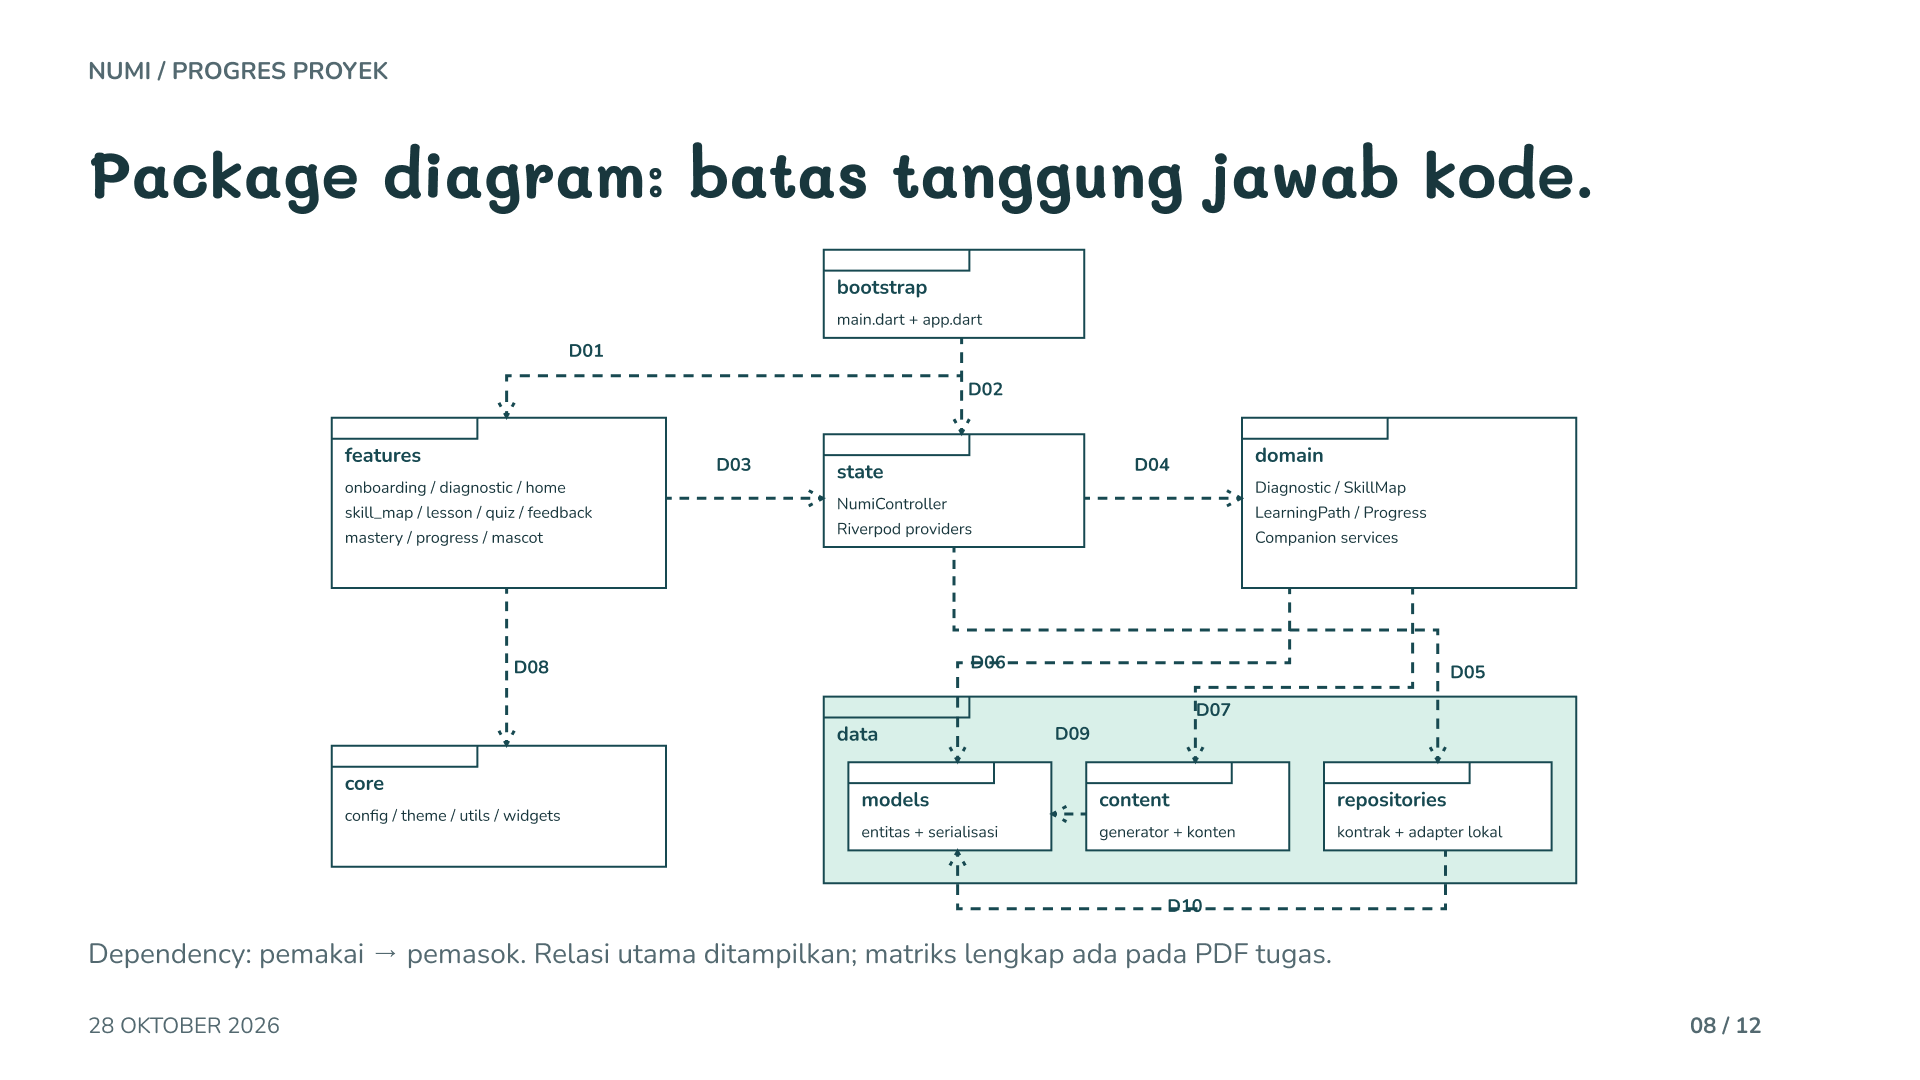 NUMI / PROGRES PROYEK
Package diagram: batas tanggung jawab kode.
bootstrap
main.dart + app.dart
D01
D02
features
onboarding / diagnostic / home
skill_map / lesson / quiz / feedback
mastery / progress / mascot
D03
state
NumiController
Riverpod providers
D04
domain
Diagnostic / SkillMap
LearningPath / Progress
Companion services
D08
D06
D05
D07
D09
data
core
config / theme / utils / widgets
models
entitas + serialisasi
content
generator + konten
repositories
kontrak + adapter lokal
D10
Dependency: pemakai → pemasok. Relasi utama ditampilkan; matriks lengkap ada pada PDF tugas.
28 OKTOBER 2026
08 / 12